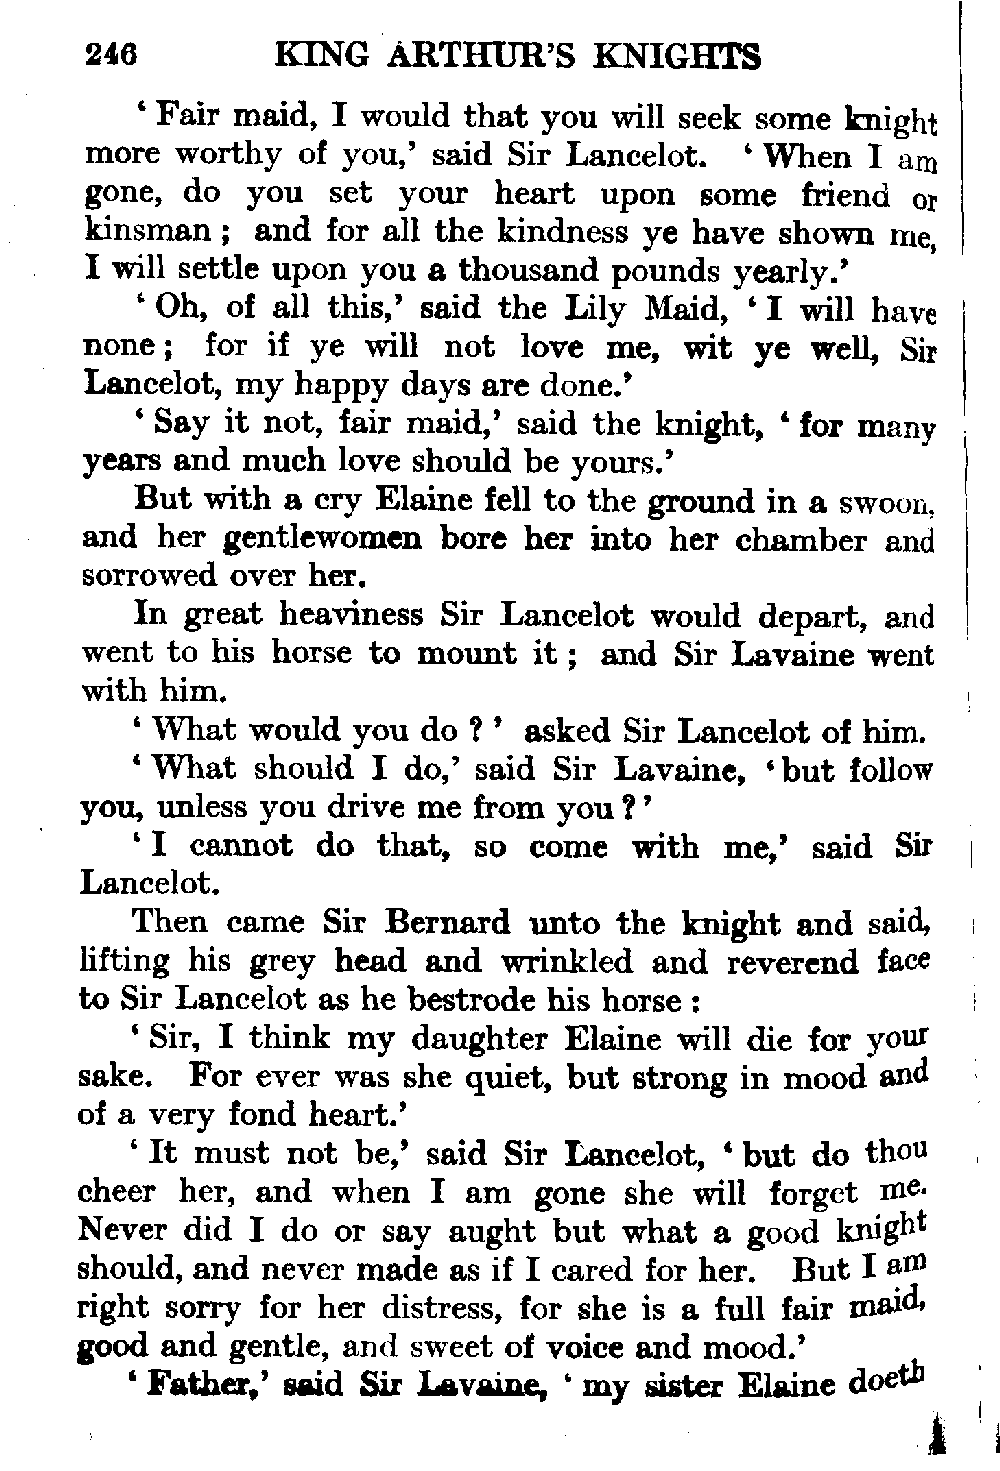 246 KING ARTHUR'S KNIGHTS
‘ Fair maid, I would that you will seek some knight
more worthy of you,’ said Sir Lancelot. ‘ When I am
gone, do you set your heart upon some friend or
kinsman ; and for all the kindness ye have shown me,
I will settle upon you a thousand pounds yearly.’
‘ Oh, of all this,’ said the Lily Maid, ‘ I will have
none ; for if ye will not love me, wit ye well, Sir
Lancelot, my happy days are done.’
‘ Say it not, fair maid,’ said the knight, ‘ for many
years and much love should be yours.’
But with a cry Elaine fell to the ground in a swoon,
and her gentlewomen bore her into her chamber and
sorrowed over her.
In great heaviness Sir Lancelot would depart, and
went to his horse to mount it ; and Sir Lavaine went
with him.
‘ What would you do ? ’ asked Sir Lancelot of him.
‘ What should I do,’ said Sir Lavaine, ‘ but follow
you, unless you drive me from you ? ’
‘ I cannot do that, so come with me,’ said Sir
Lancelot.
Then came Sir Bernard unto the knight and said,
lifting his grey head and wrinkled and reverend face
to Sir Lancelot as he bestrode his horse :
‘ Sir, I think my daughter Elaine will die for your
sake. For ever was she quiet, but strong in mood and
of a very fond heart.’
‘ It must not be,’ said Sir Lancelot, ‘ but do thou
cheer her, and when I am gone she will forget me.
Never did I do or say aught but what a good knight
should, and never made as if I cared for her. But I am
right sorry for her distress, for she is a full fair maid,
good and gentle, and sweet of voice and mood.’
‘ Father,’ said Sir Lavaine, ‘ my sister Elaine doeth